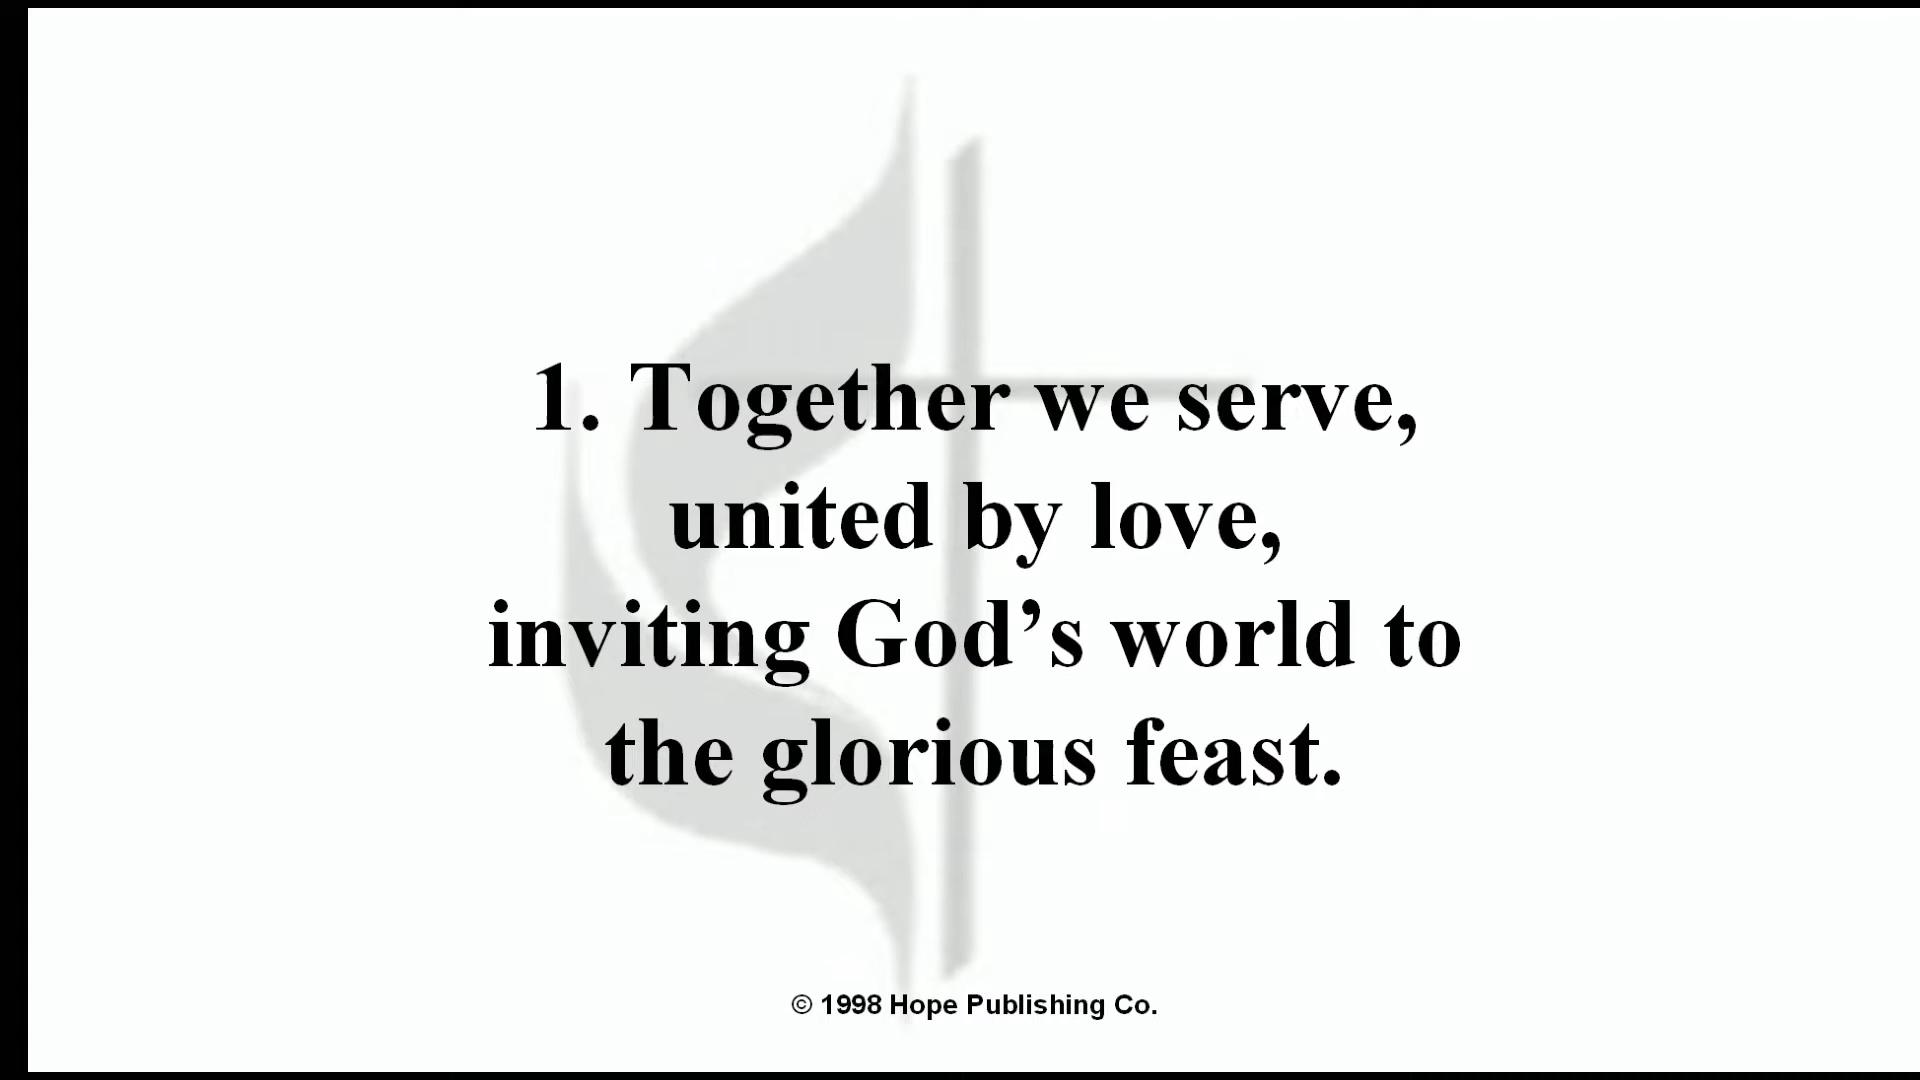 1. Together we serve,
united by love,
inviting God’s world to
the glorious feast.
© 1998 Hope Publishing Co.